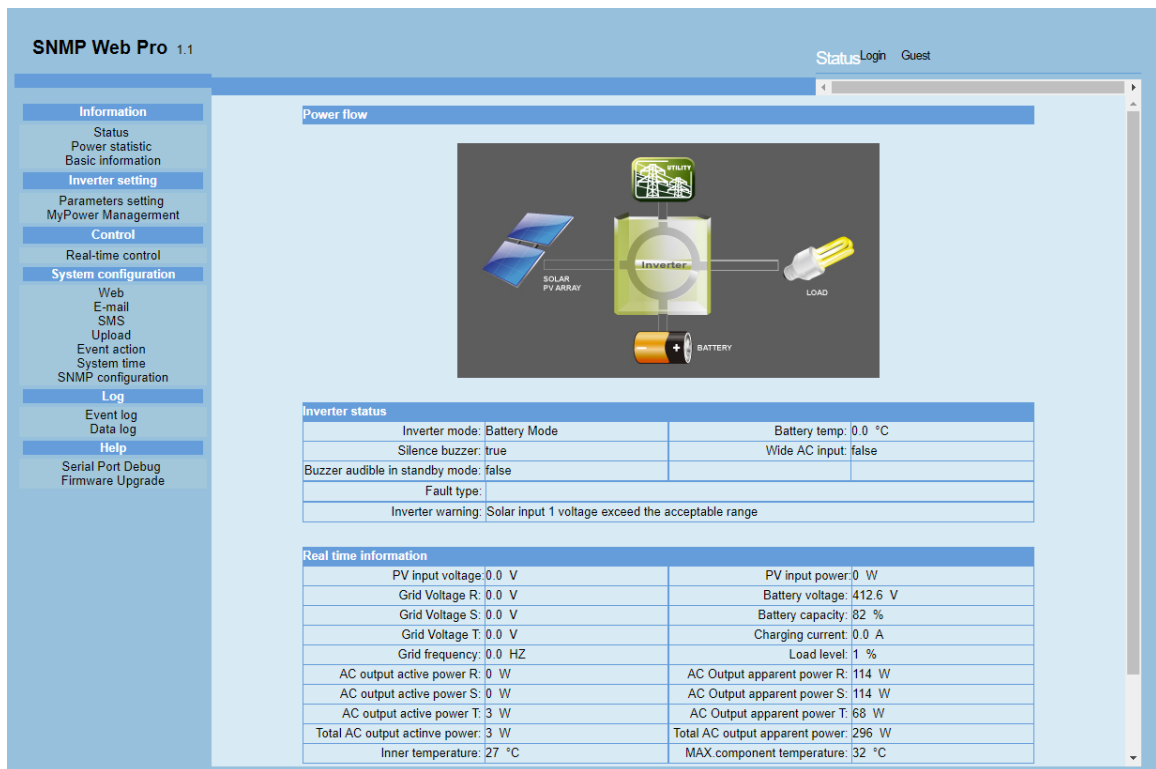 SNMP Web Pro 1.1
Status Login Guest
Information
Status
Power statistic
Basic information
Inverter setting
Parameters setting
MyPower Managerment
Control
Real-time control
System configuration
Web
E-mail
SMS
Upload
Event action
System time
SNMP configuration
Log
Event log
Data log
Help
Serial Port Debug
Firmware Upgrade
Power flow
UTILITY
SOLAR
PV ARRAY
Inverter
LOAD
BATTERY
Inverter status
Inverter mode: Battery Mode Battery temp: 0.0 °C
Silence buzzer: true Wide AC input: false
Buzzer audible in standby mode: false
Fault type:
Inverter warning: Solar input 1 voltage exceed the acceptable range
Real time information
PV input voltage: 0.0 V PV input power: 0 W
Grid Voltage R: 0.0 V Battery voltage: 412.6 V
Grid Voltage S: 0.0 V Battery capacity: 82 %
Grid Voltage T: 0.0 V Charging current: 0.0 A
Grid frequency: 0.0 HZ Load level: 1 %
AC output active power R: 0 W AC Output apparent power R: 114 W
AC output active power S: 0 W AC Output apparent power S: 114 W
AC output active power T: 3 W AC Output apparent power T: 68 W
Total AC output actinve power: 3 W Total AC output apparent power: 296 W
Inner temperature: 27 °C MAX.component temperature: 32 °C